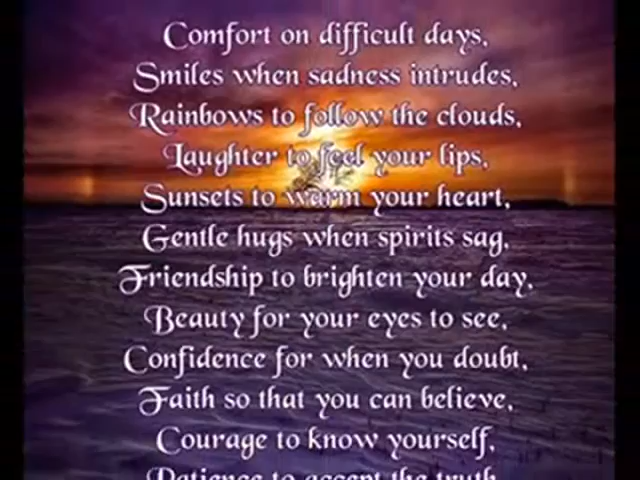 Comfort on difficult days,
Smiles when sadness intrudes,
Rainbows to follow the clouds,
Laughter to feel your lips,
Sunsets to warm your heart,
Gentle hugs when spirits sag,
Friendship to brighten your day,
Beauty for your eyes to see,
Confidence for when you doubt,
Faith so that you can believe,
Courage to know yourself,
Patience to accept the truth